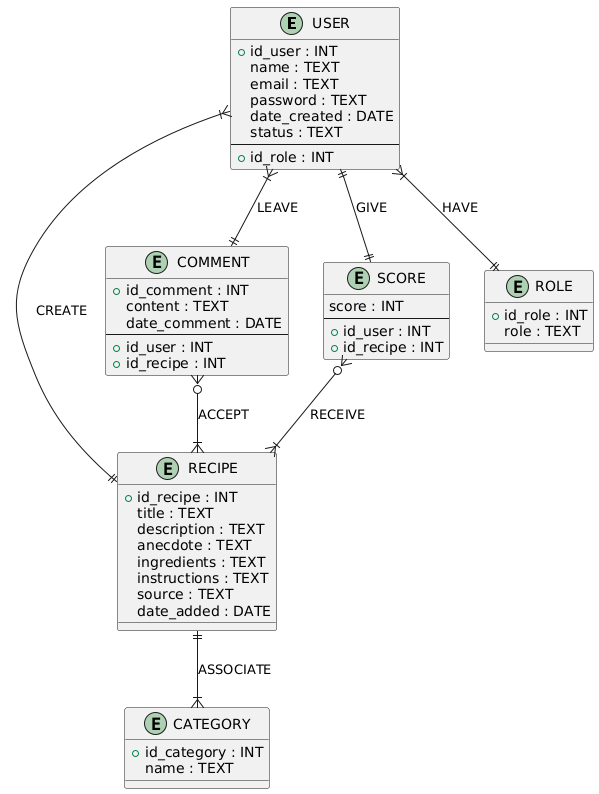 E USER
id_user : INT
name : TEXT
email : TEXT
password : TEXT
date_created : DATE
status : TEXT
id_role : INT
LEAVE
GIVE
HAVE
E COMMENT
id_comment : INT
content : TEXT
date_comment : DATE
id_user : INT
id_recipe : INT
E SCORE
score : INT
id_user : INT
id_recipe : INT
E ROLE
id_role : INT
role : TEXT
CREATE
ACCEPT
RECEIVE
E RECIPE
id_recipe : INT
title : TEXT
description : TEXT
anecdote : TEXT
ingredients : TEXT
instructions : TEXT
source : TEXT
date_added : DATE
ASSOCIATE
E CATEGORY
id_category : INT
name : TEXT